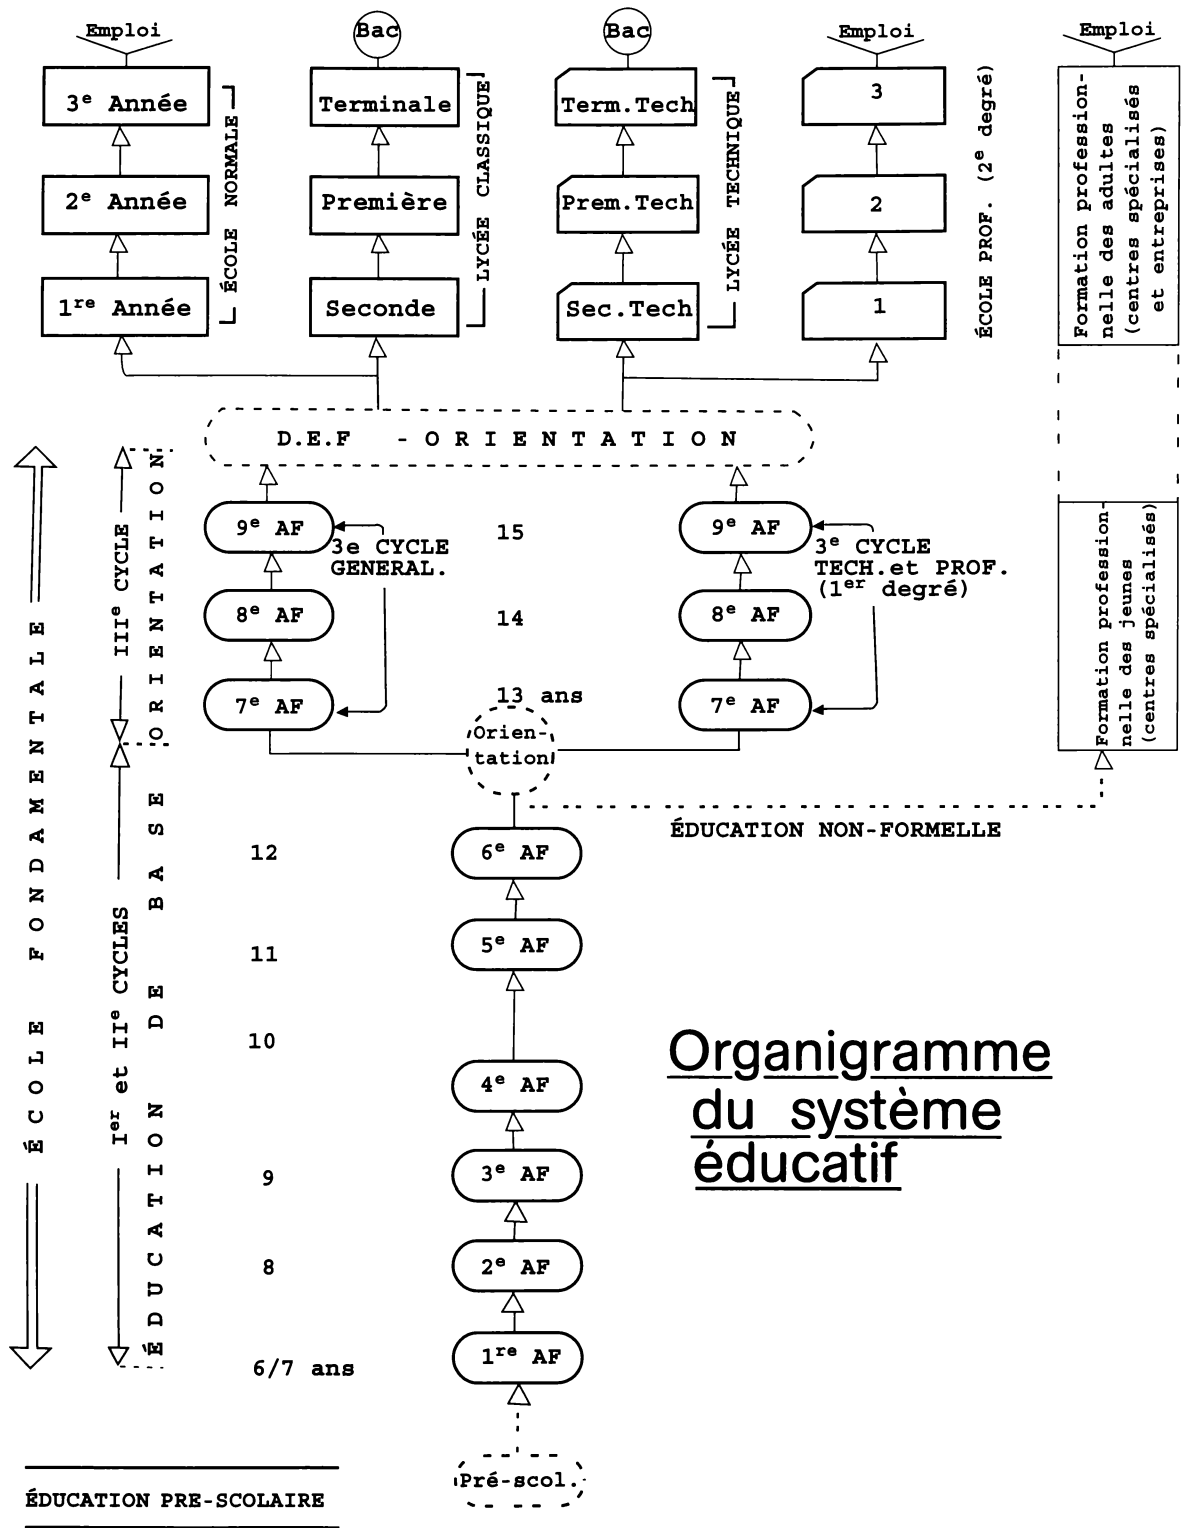 Emploi
Bac
Bac
Emploi
Emploi
3e Année
Terminale
Term.Tech
3
2e Année
Première
Prem.Tech
2
1re Année
Seconde
Sec.Tech
1
ÉCOLE NORMALE
LYCÉE CLASSIQUE
LYCÉE TECHNIQUE
ÉCOLE PROF. (2e degré)
Formation profession-
nelle des adultes
(centres spécialisés
et entreprises)
D.E.F - ORIENTATION
9e AF
3e CYCLE
GENERAL.
15
9e AF
3e CYCLE
TECH.et PROF.
(1er degré)
8e AF
14
8e AF
7e AF
13 ans
7e AF
Orien-
tation
Formation profession-
nelle des jeunes
(centres spécialisés)
ÉDUCATION NON-FORMELLE
ÉCOLE FONDAMENTALE
IIIe CYCLE
ORIENTATION
Ier et IIe CYCLES
ÉDUCATION DE BASE
12
6e AF
11
5e AF
10
4e AF
9
3e AF
8
2e AF
6/7 ans
1re AF
Organigramme
du système
éducatif
Pré-scol.
ÉDUCATION PRE-SCOLAIRE